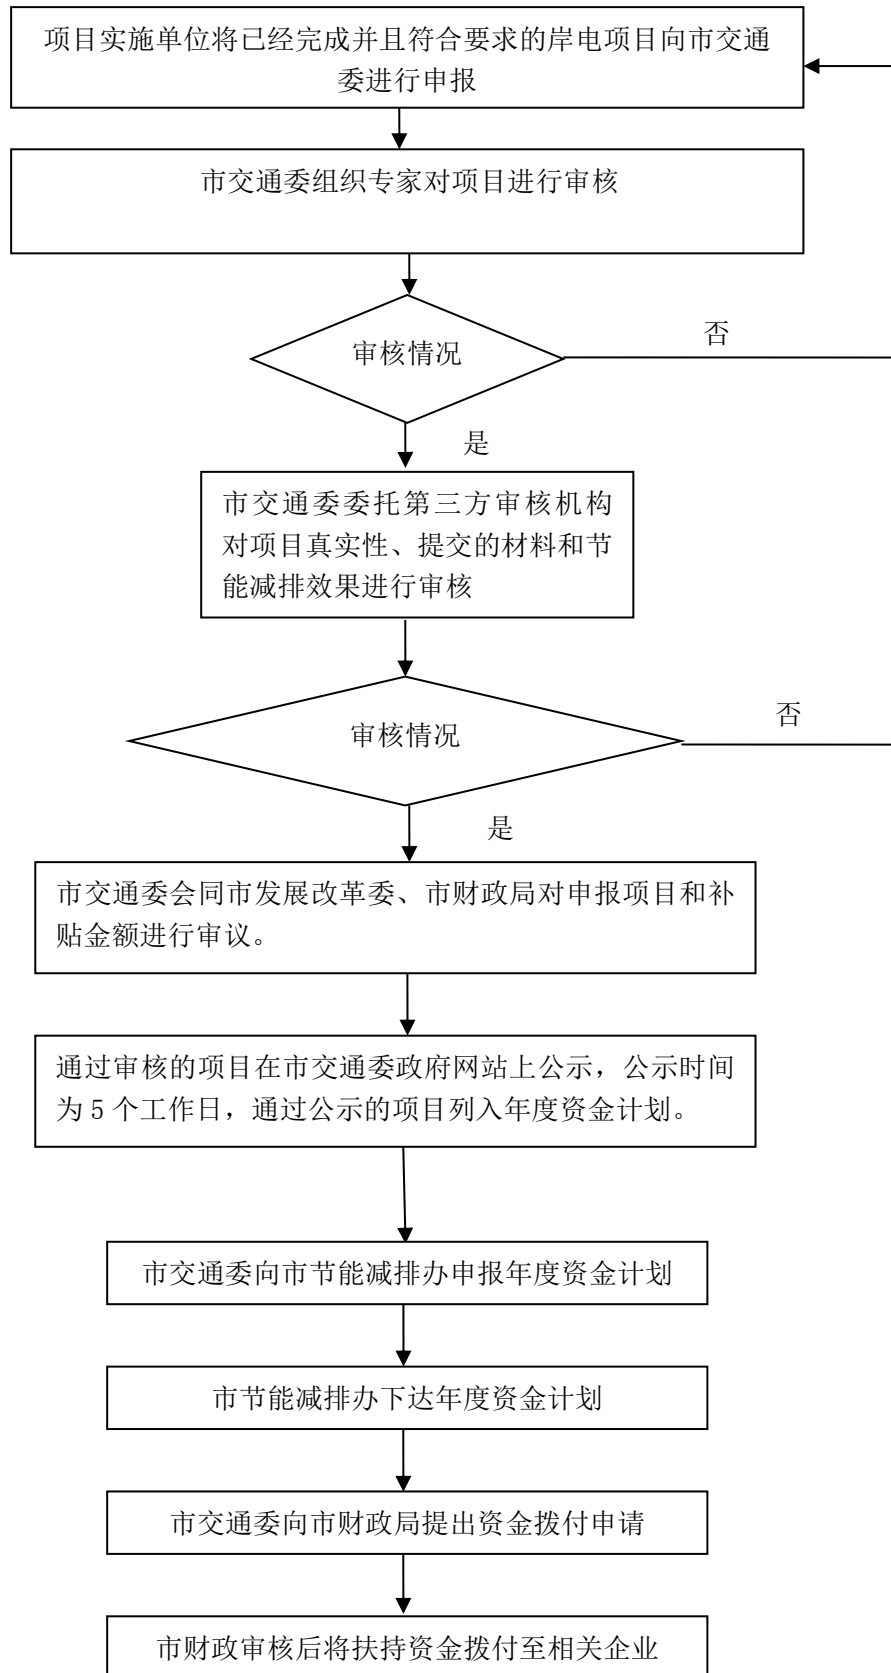 项目实施单位将已经完成并且符合要求的岸电项目向市交通
委进行申报
市交通委组织专家对项目进行审核
审核情况
否
是
市交通委委托第三方审核机构
对项目真实性、提交的材料和节
能减排效果进行审核
审核情况
否
是
市交通委会同市发展改革委、市财政局对申报项目和补
贴金额进行审议。
通过审核的项目在市交通委政府网站上公示，公示时间
为 5 个工作日，通过公示的项目列入年度资金计划。
市交通委向市节能减排办申报年度资金计划
市节能减排办下达年度资金计划
市交通委向市财政局提出资金拨付申请
市财政审核后将扶持资金拨付至相关企业